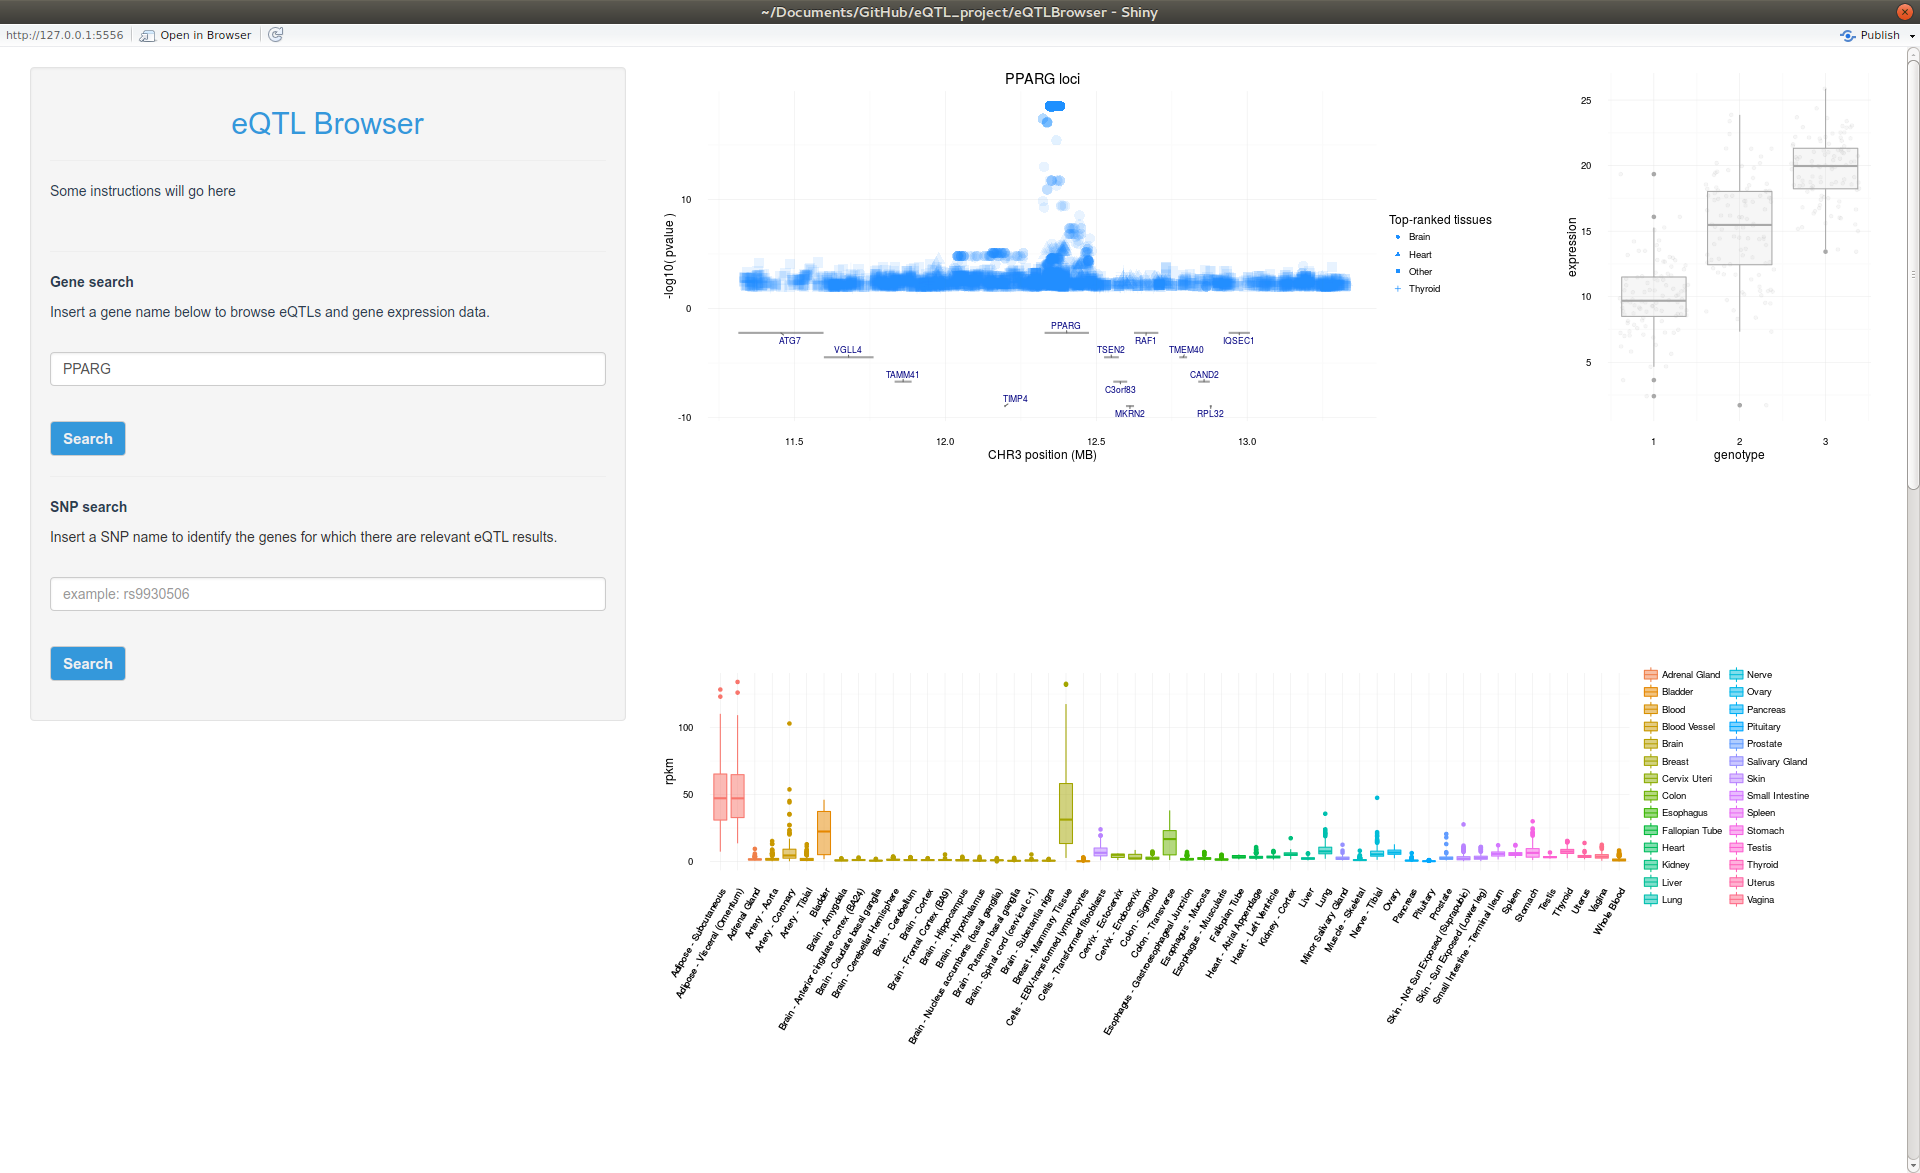 ~/Documents/GitHub/eQTL_project/eQTLBrowser - Shiny
http://127.0.0.1:5556
Open in Browser
Publish
eQTL Browser
Some instructions will go here
Gene search
Insert a gene name below to browse eQTLs and gene expression data.
PPARG
Search
SNP search
Insert a SNP name to identify the genes for which there are relevant eQTL results.
example: rs9930506
Search
PPARG loci
-log10( pvalue )
10
0
-10
PPARG
ATG7
RAF1
IQSEC1
VGLL4
TSEN2
TMEM40
TAMM41
CAND2
C3orf83
TIMP4
MKRN2
RPL32
11.5
12.0
12.5
13.0
CHR3 position (MB)
Top-ranked tissues
Brain
Heart
Other
Thyroid
expression
25
20
15
10
5
1
2
3
genotype
rpkm
100
50
0
Adipose - Subcutaneous
Adipose - Visceral (Omentum)
Adrenal Gland
Artery - Aorta
Artery - Coronary
Artery - Tibial
Bladder
Brain - Amygdala
Brain - Anterior cingulate cortex (BA24)
Brain - Caudate basal ganglia
Brain - Cerebellar Hemisphere
Brain - Cerebellum
Brain - Cortex
Brain - Frontal Cortex (BA9)
Brain - Hippocampus
Brain - Hypothalamus
Brain - Nucleus accumbens (basal ganglia)
Brain - Putamen basal ganglia
Brain - Spinal cord (cervical c-1)
Brain - Substantia nigra
Breast - Mammary Tissue
Cells - EBV-transformed lymphocytes
Cells - Transformed fibroblasts
Cervix - Ectocervix
Cervix - Endocervix
Colon - Sigmoid
Colon - Transverse
Esophagus - Gastroesophageal Junction
Esophagus - Mucosa
Esophagus - Muscularis
Fallopian Tube
Heart - Atrial Appendage
Heart - Left Ventricle
Kidney - Cortex
Liver
Lung
Minor Salivary Gland
Muscle - Skeletal
Nerve - Tibial
Ovary
Pancreas
Pituitary
Prostate
Skin - Not Sun Exposed (Suprapubic)
Skin - Sun Exposed (Lower leg)
Small Intestine - Terminal Ileum
Spleen
Stomach
Testis
Thyroid
Uterus
Vagina
Whole Blood
Adrenal Gland
Bladder
Blood
Blood Vessel
Brain
Breast
Cervix Uteri
Colon
Esophagus
Fallopian Tube
Heart
Kidney
Liver
Lung
Nerve
Ovary
Pancreas
Pituitary
Prostate
Salivary Gland
Skin
Small Intestine
Spleen
Stomach
Testis
Thyroid
Uterus
Vagina